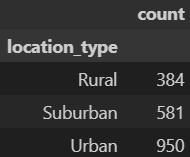 count
location_type
Rural 384
Suburban 581
Urban 950